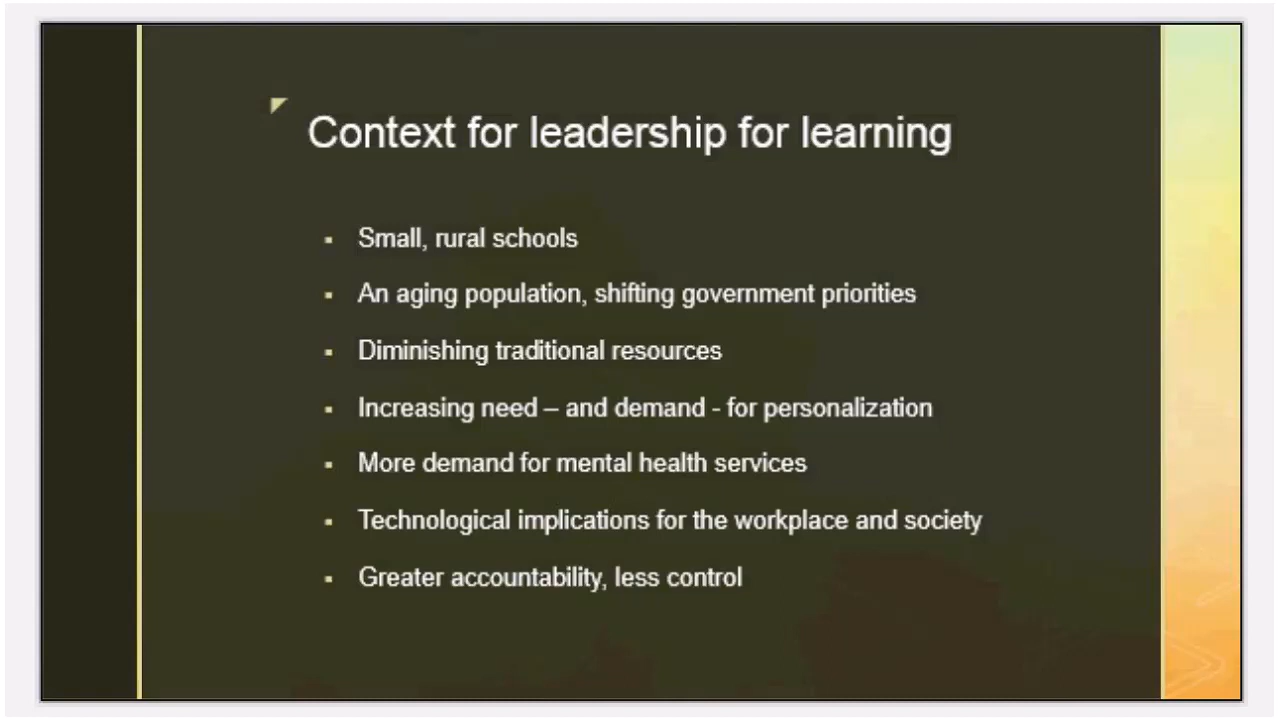 Context for leadership for learning
Small, rural schools
An aging population, shifting government priorities
Diminishing traditional resources
Increasing need – and demand - for personalization
More demand for mental health services
Technological implications for the workplace and society
Greater accountability, less control